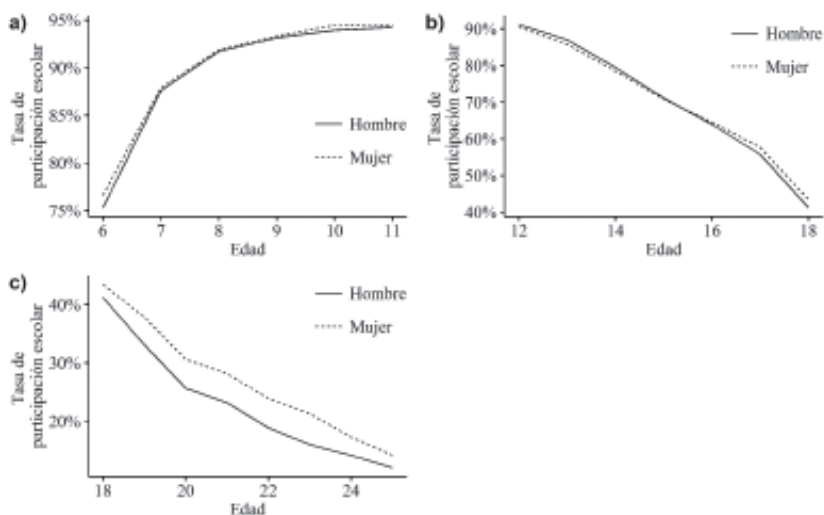 a)
Tasa de
participación escolar
95%
90%
85%
80%
75%
Hombre
Mujer
6 7 8 9 10 11
Edad
b)
Tasa de
participación escolar
90%
80%
70%
60%
50%
40%
Hombre
Mujer
12 14 16 18
Edad
c)
Tasa de
participación escolar
40%
20%
Hombre
Mujer
18 20 22 24
Edad